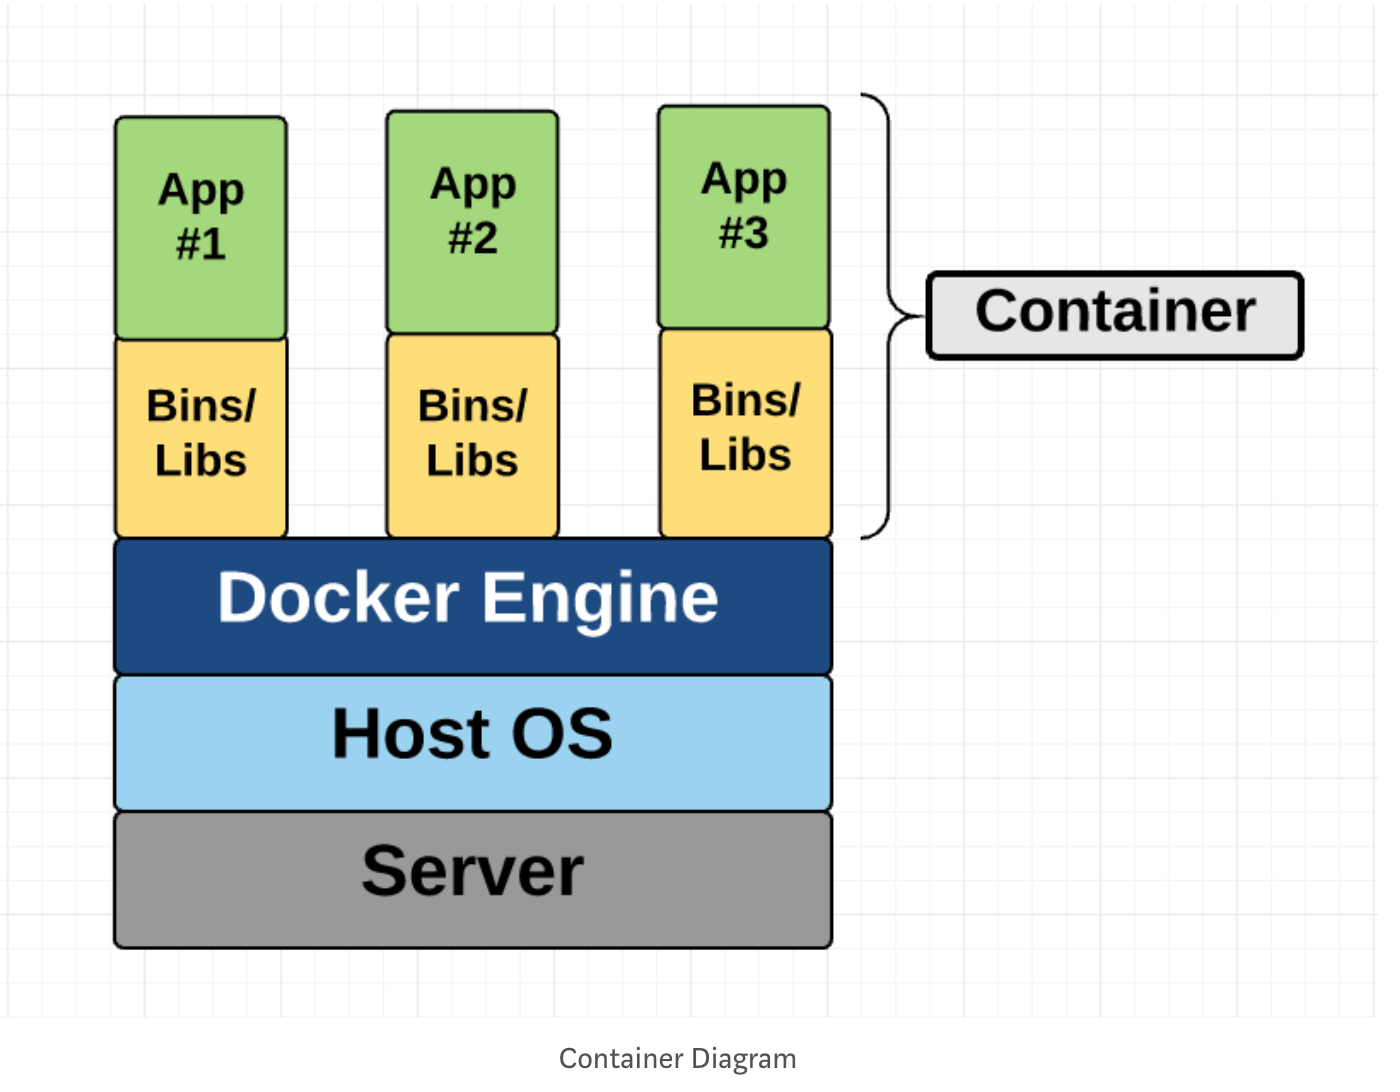 App
#1
App
#2
App
#3
Container
Bins/
Libs
Bins/
Libs
Bins/
Libs
Docker Engine
Host OS
Server
Container Diagram